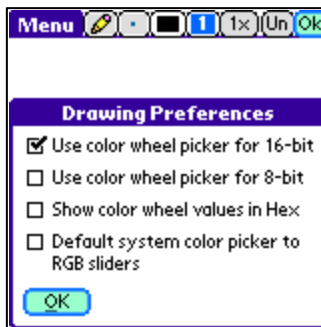 Menu 1 1x Un Ok
Drawing Preferences
Use color wheel picker for 16-bit
Use color wheel picker for 8-bit
Show color wheel values in Hex
Default system color picker to
RGB sliders
OK